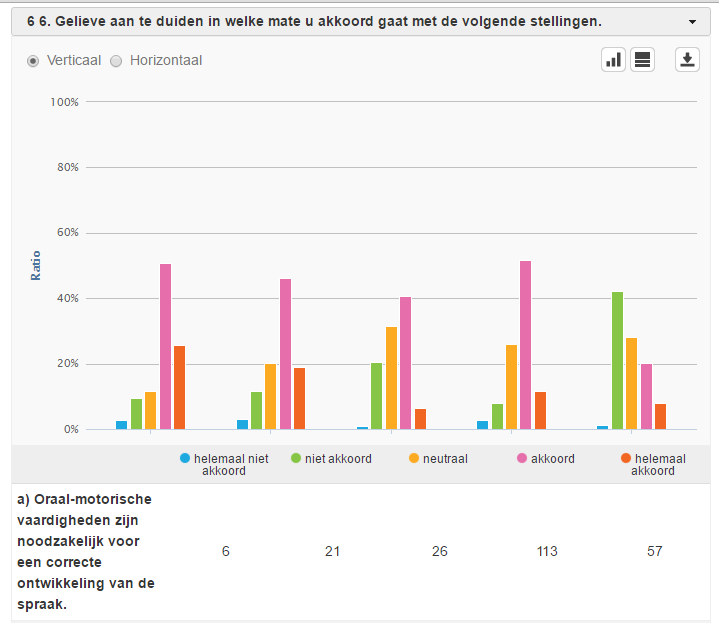 6 6. Gelieve aan te duiden in welke mate u akkoord gaat met de volgende stellingen.
Verticaal Horizontaal
100%
80%
60%
Ratio
40%
20%
0%
helemaal niet akkoord niet akkoord neutraal akkoord helemaal akkoord
a) Oraal-motorische
vaardigheden zijn
noodzakelijk voor
een correcte
ontwikkeling van de
spraak.
6 21 26 113 57